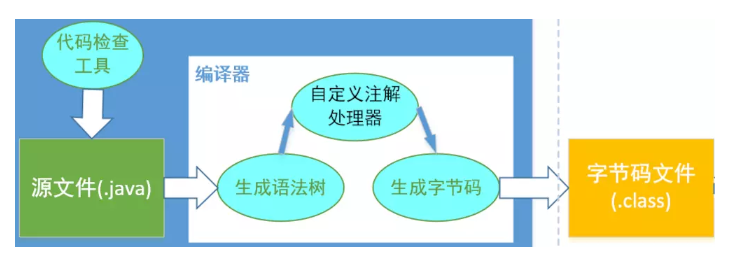 代码检查
工具
编译器
自定义注解
处理器
源文件(.java)
生成语法树
生成字节码
字节码文件
(.class)